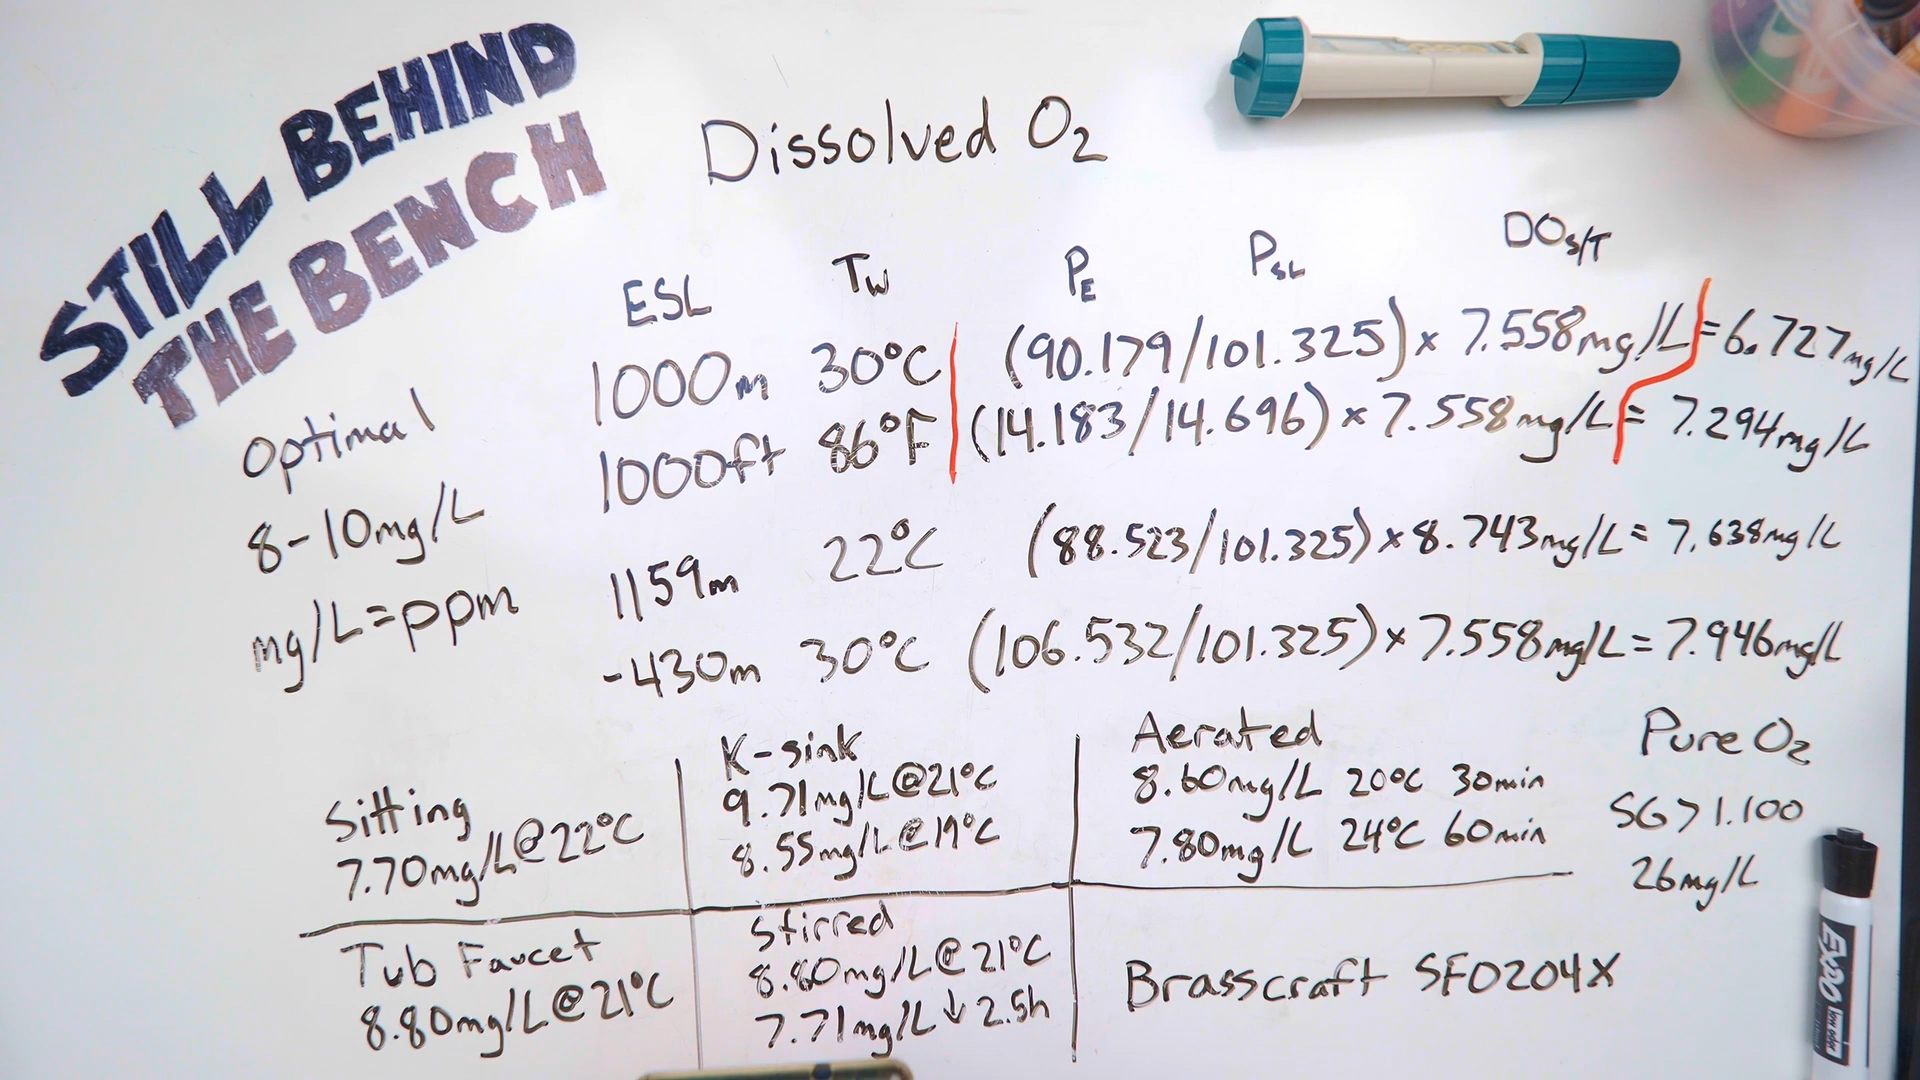 STILL BEHIND
THE BENCH
Dissolved O₂
ESL Tw PE PSL DOS/T
1000m 30°C (90.179/101.325) × 7.558mg/L = 6.727mg/L
1000ft 86°F (14.183/14.696) × 7.558mg/L = 7.294mg/L
1159m 22°C (88.523/101.325) × 8.743mg/L = 7.638mg/L
-430m 30°C (106.532/101.325) × 7.558mg/L = 7.946mg/L
Optimal
8-10mg/L
mg/L=ppm
Sitting
7.70mg/L@22°C
K-sink
9.71mg/L@21°C
8.55mg/L@19°C
Aerated
8.60mg/L 20°C 30min
7.80mg/L 24°C 60min
Pure O₂
SG>1.100
26mg/L
Tub Faucet
8.80mg/L@21°C
Stirred
8.80mg/L@21°C
7.71mg/L↓2.5h
Brasscraft SF0204X
EXPO
low odor